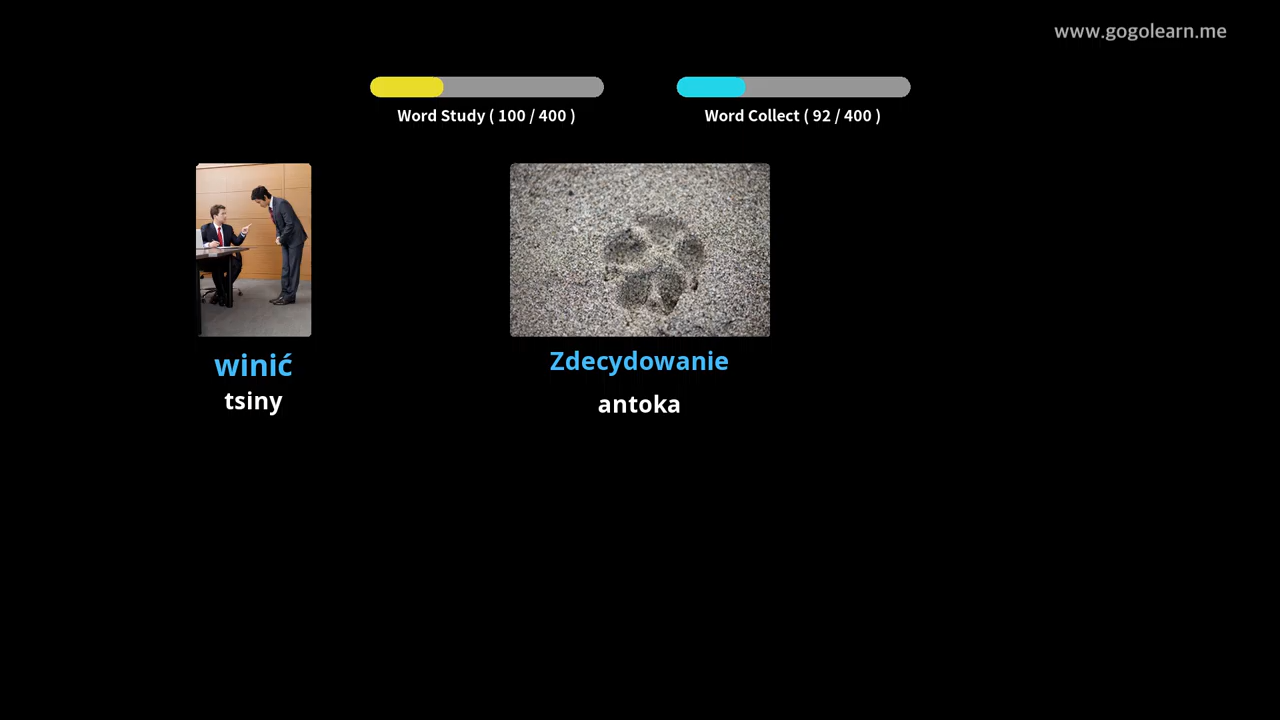 www.gogolearn.me
Word Study ( 100 / 400 )
Word Collect ( 92 / 400 )
winić
tsiny
Zdecydowanie
antoka